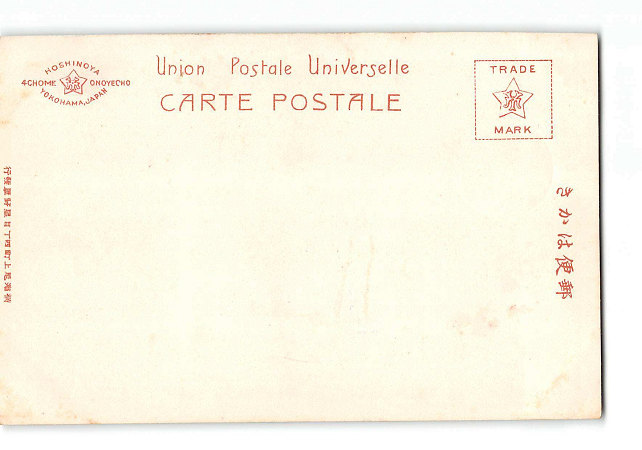 HOSHINOYA
4CHOME ONOYECHO
YOKOHAMA, JAPAN
Union Postale Universelle
CARTE POSTALE
TRADE
MARK
きかは便郵
行發屋野星目丁四町上尾濱横